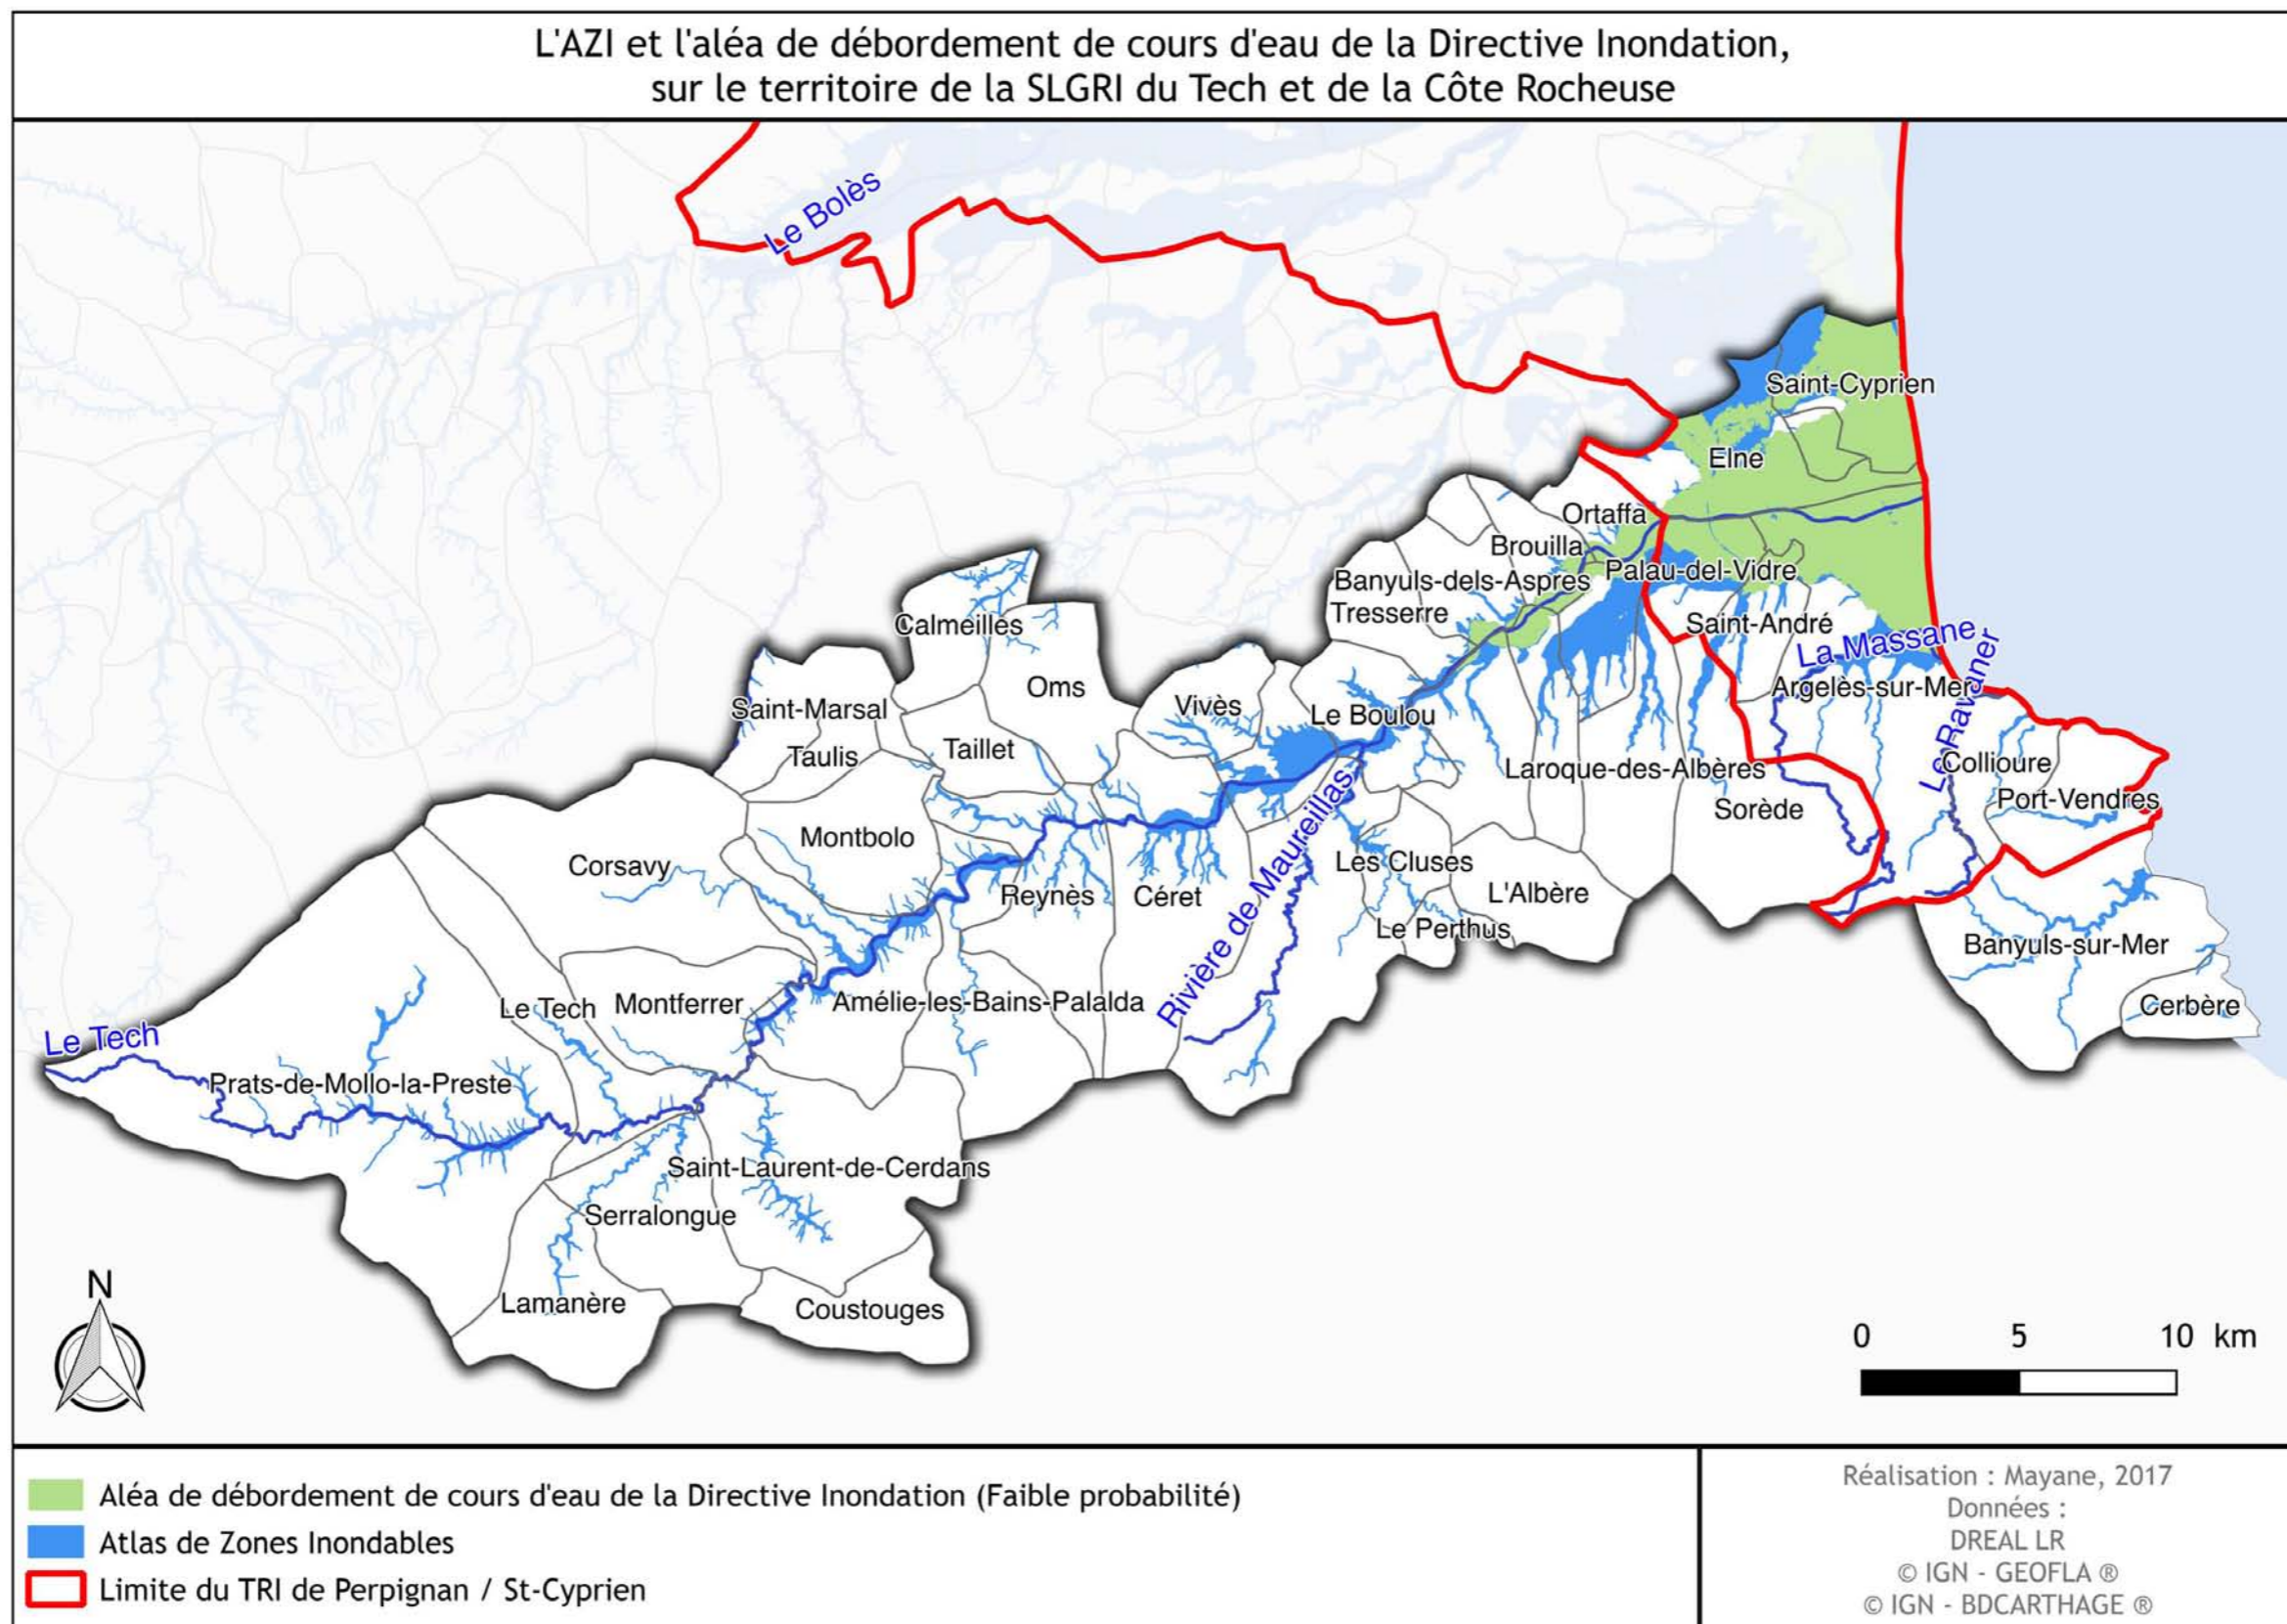 L'AZI et l'aléa de débordement de cours d'eau de la Directive Inondation,
sur le territoire de la SLGRI du Tech et de la Côte Rocheuse
Le Bolès
Saint-Cyprien
Elne
Ortaffa
Brouilla
Palau-del-Vidre
Banyuls-dels-Aspres
Tresserre
Saint-André
La Massane
Calmeilles
Argelès-sur-Mer
Le Ravaner
Oms
Vivès
Saint-Marsal
Le Boulou
Taillet
Taulis
Laroque-des-Albères
Collioure
Port-Vendres
Sorède
Montbolo
Corsavy
Les Cluses
Reynès
Céret
L'Albère
Rivière de Maureillas
Le Perthus
Banyuls-sur-Mer
Le Tech
Montferrer
Amélie-les-Bains-Palalda
Cerbère
Le Tech
Prats-de-Mollo-la-Preste
Saint-Laurent-de-Cerdans
Serralongue
Lamanère
Coustouges
N
0 5 10 km
Aléa de débordement de cours d'eau de la Directive Inondation (Faible probabilité)
Atlas de Zones Inondables
Limite du TRI de Perpignan / St-Cyprien
Réalisation : Mayane, 2017
Données :
DREAL LR
© IGN - GEOFLA ®
© IGN - BDCARTHAGE ®